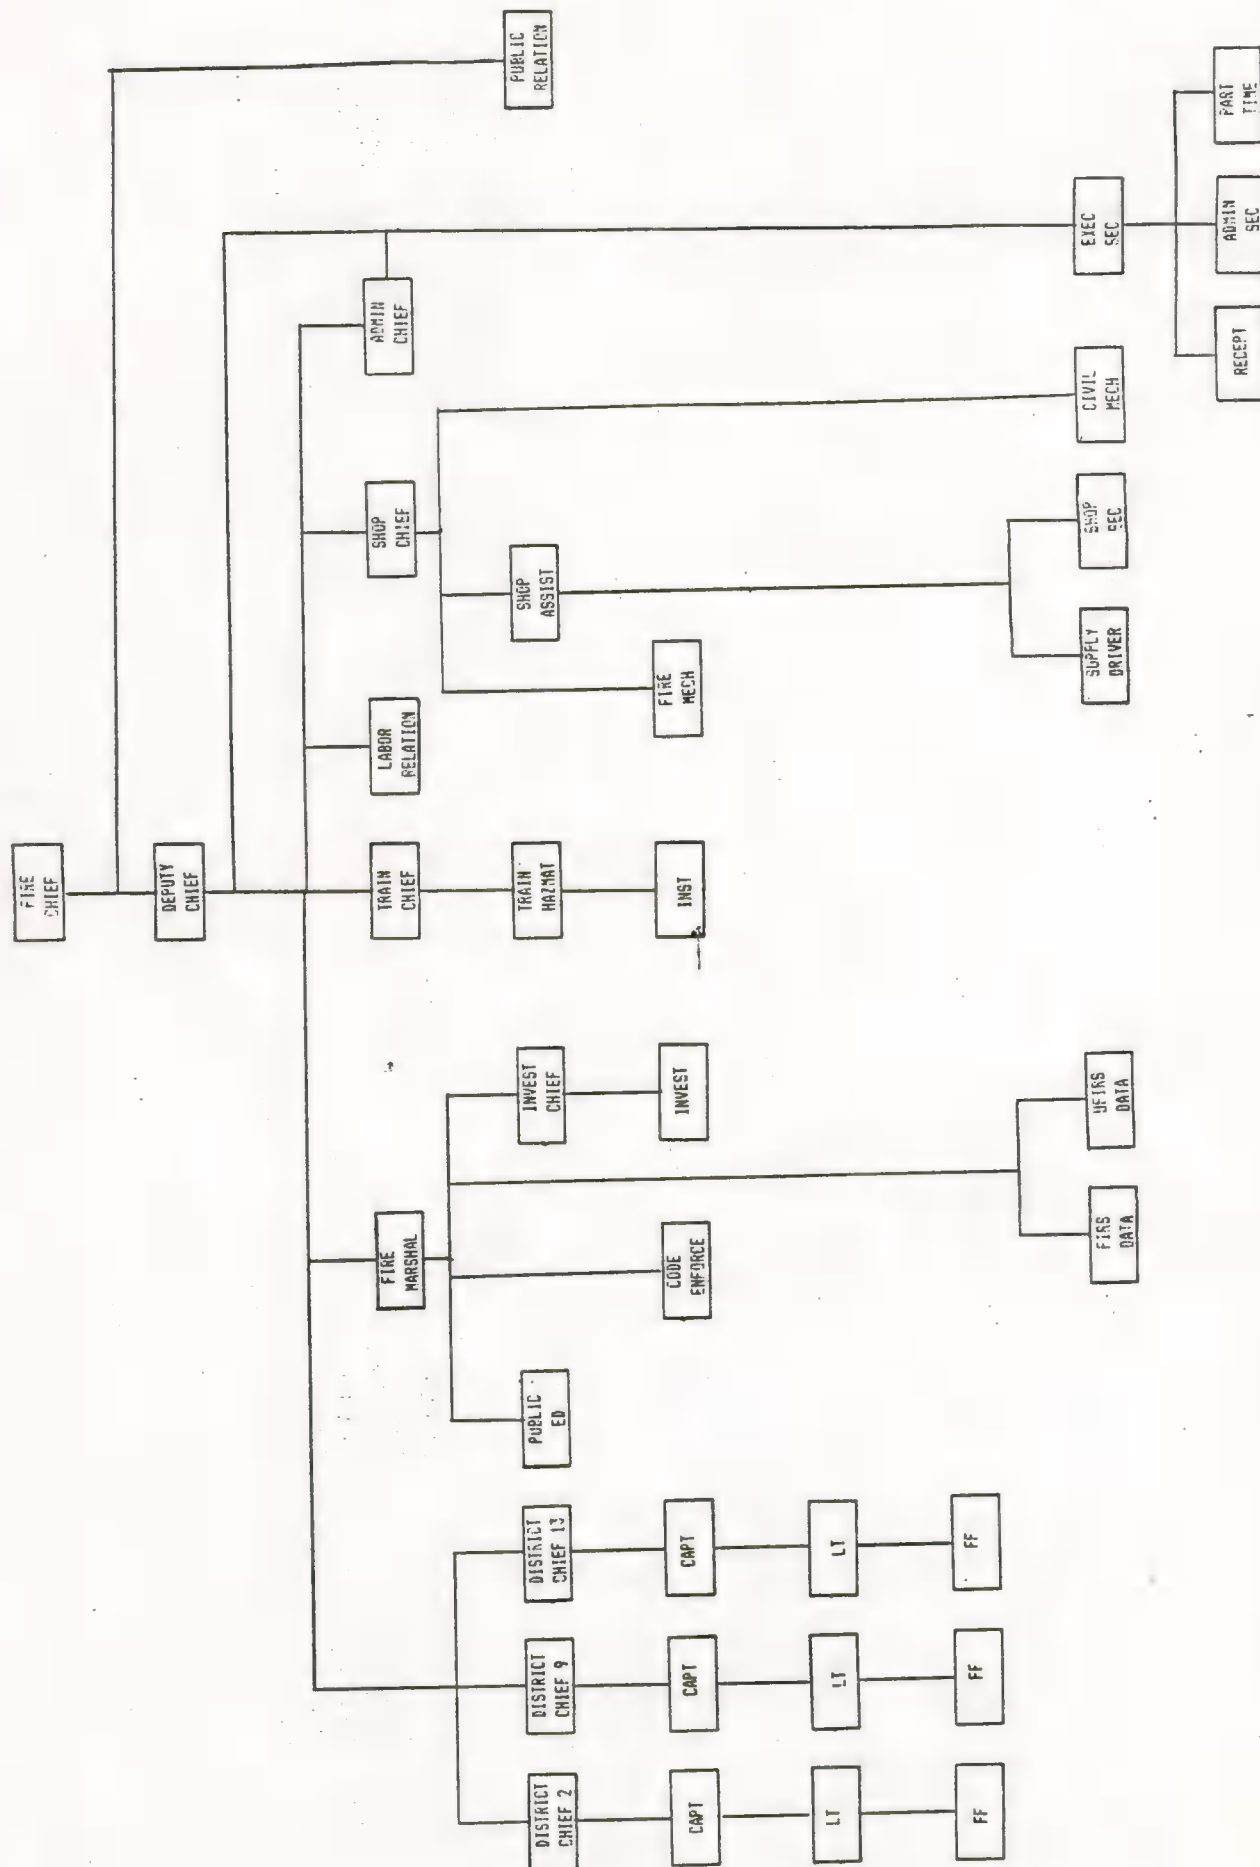 FIRE
CHIEF
PUBLIC
RELATION
DEPUTY
CHIEF
FIRE
MARSHAL
TRAIN
CHIEF
LABOR
RELATION
SHOP
CHIEF
ADMIN
CHIEF
DISTRICT
CHIEF 2
DISTRICT
CHIEF 9
DISTRICT
CHIEF 13
PUBLIC
ED
INVEST
CHIEF
TRAIN
HAZMAT
SHOP
ASSIST
CAPT
CAPT
CAPT
CODE
ENFORCE
INVEST
INST
FIRE
MECH
LT
LT
LT
FF
FF
FF
FIRS
DATA
UFIRS
DATA
SUPPLY
DRIVER
SHOP
SEC
CIVIL
MECH
EXEC
SEC
RECEPT
ADMIN
SEC
PART
TIME